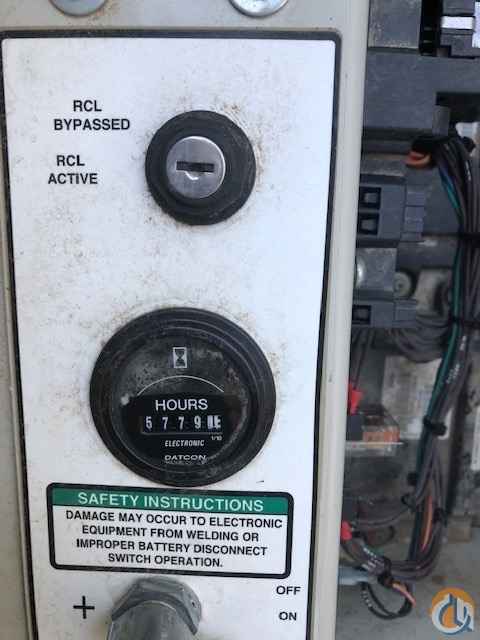 RCL
BYPASSED
RCL
ACTIVE
HOURS
5779
ELECTRONIC
1/10
DATCON
SAFETY INSTRUCTIONS
DAMAGE MAY OCCUR TO ELECTRONIC
EQUIPMENT FROM WELDING OR
IMPROPER BATTERY DISCONNECT
SWITCH OPERATION.
OFF
+
ON